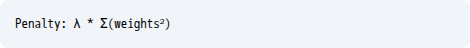 Penalty: λ * Σ(weights²)